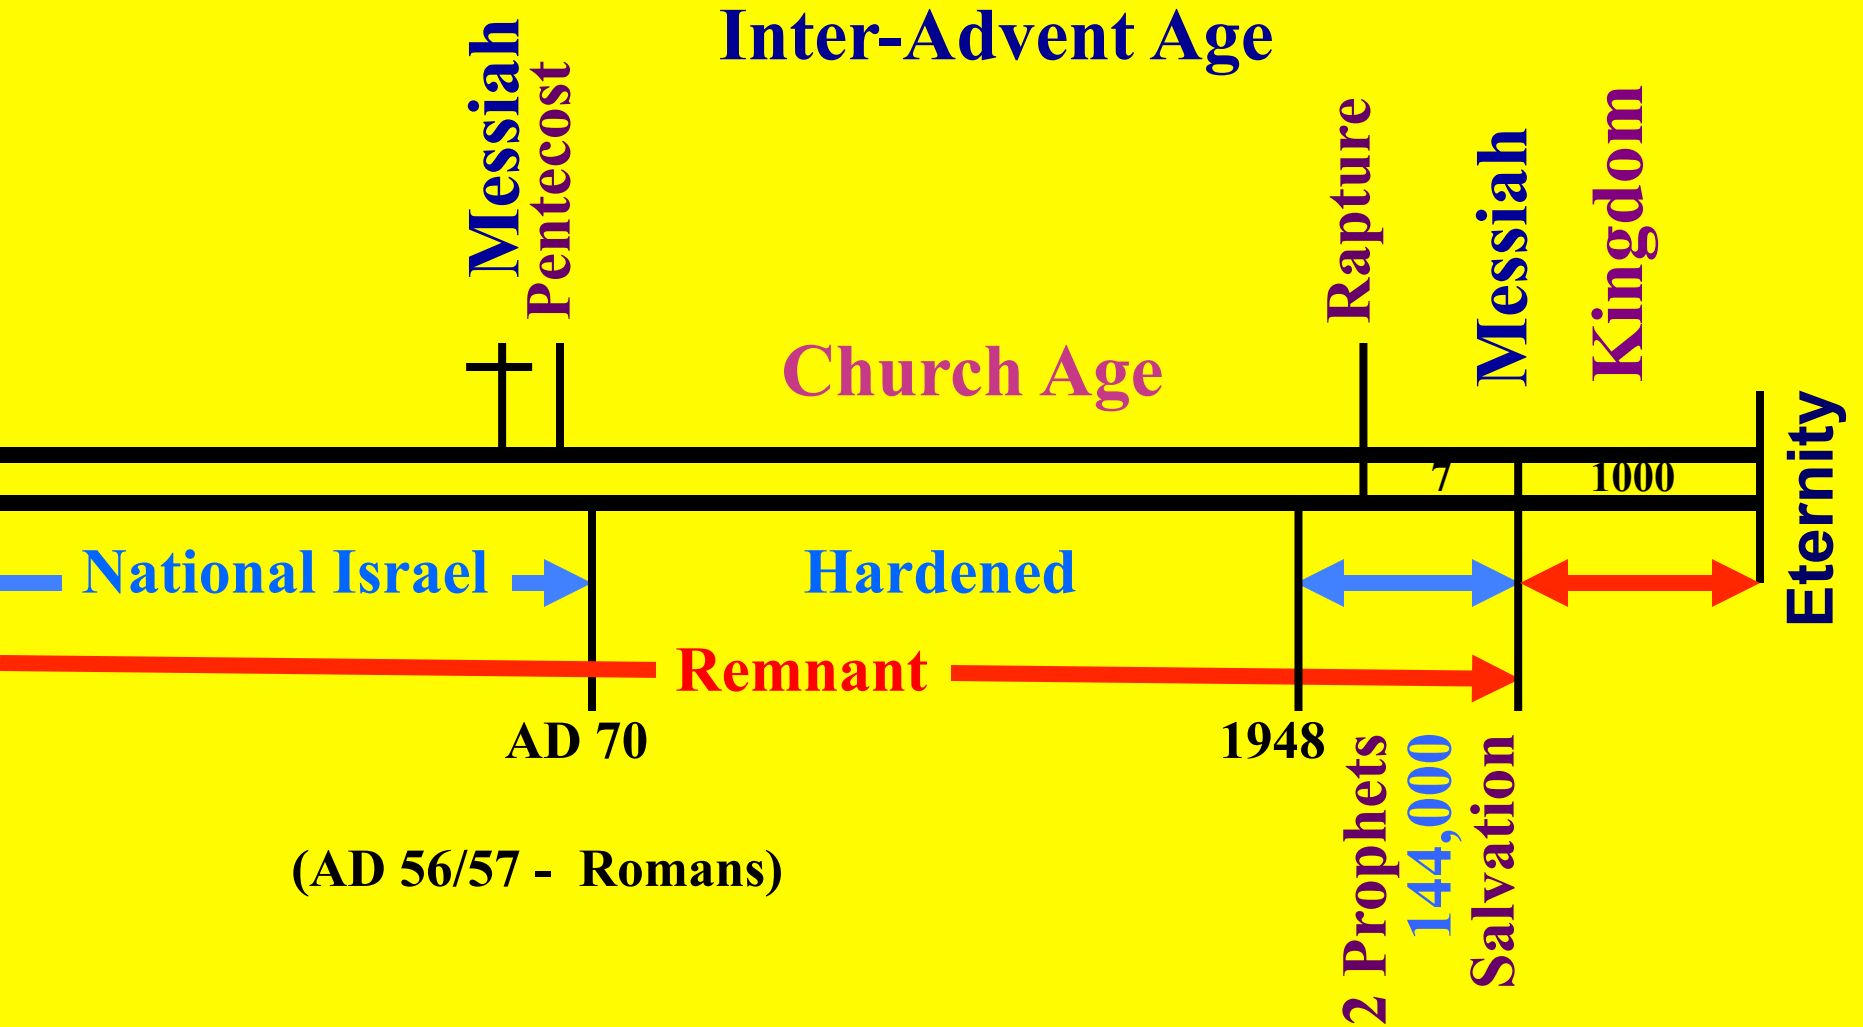 Inter-Advent Age
Messiah
Pentecost
Rapture
Messiah
Kingdom
Church Age
Eternity
7
1000
National Israel
Hardened
Remnant
AD 70
1948
2 Prophets
144,000
Salvation
(AD 56/57 - Romans)